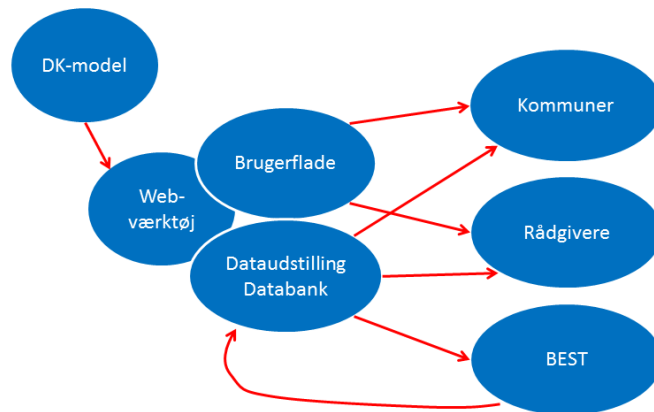 DK-model
Kommuner
Brugerflade
Web-
værktøj
Rådgivere
Dataudstilling
Databank
BEST